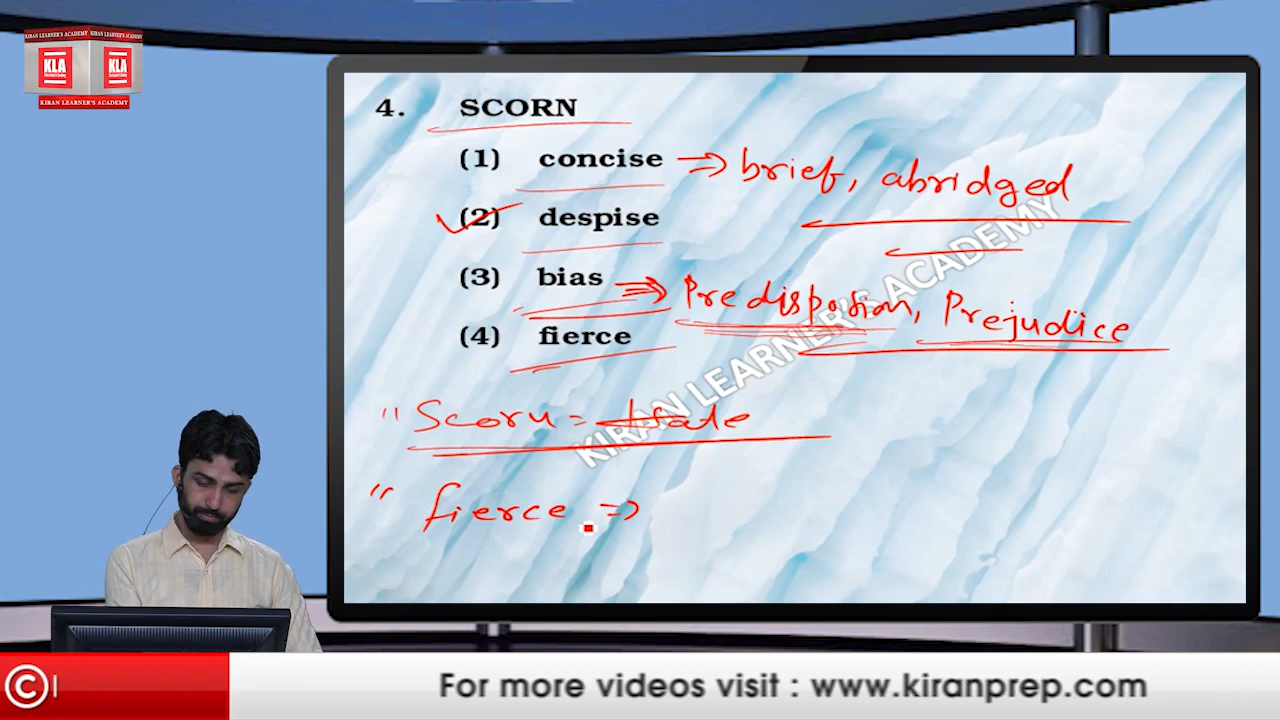 KIRAN LEARNER'S ACADEMY KIRAN LEARNER'S ACADEMY
KLA KLA
KIRAN LEARNER'S ACADEMY
4. SCORN
(1) concise => brief, abridged
(2) despise
(3) bias => Predisposion, Prejudice
(4) fierce
" Scorn = Hate
" fierce =>
KIRAN LEARNER'S ACADEMY
© I
For more videos visit : www.kiranprep.com